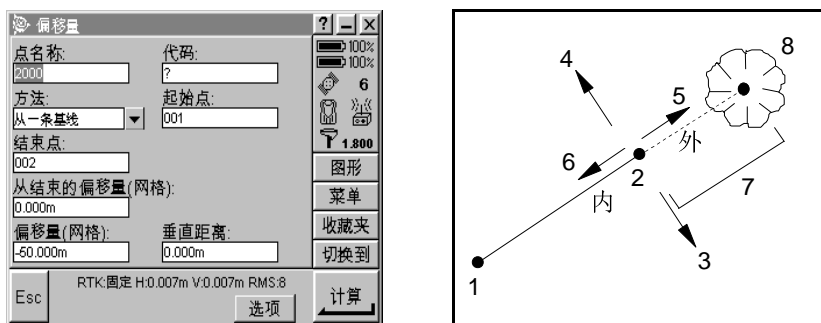 偏移量 ? – ×
点名称: 代码:
2000 ?
方法: 起始点:
从一条基线 001
结束点:
002
从结束的偏移量(网格):
0.000m
偏移量(网格): 垂直距离:
-50.000m 0.000m
100%
100%
6
1.800
图形
菜单
收藏夹
切换到
Esc RTK:固定 H:0.007m V:0.007m RMS:8 计算
选项
8
4
5
外
6
2
7
内
3
1